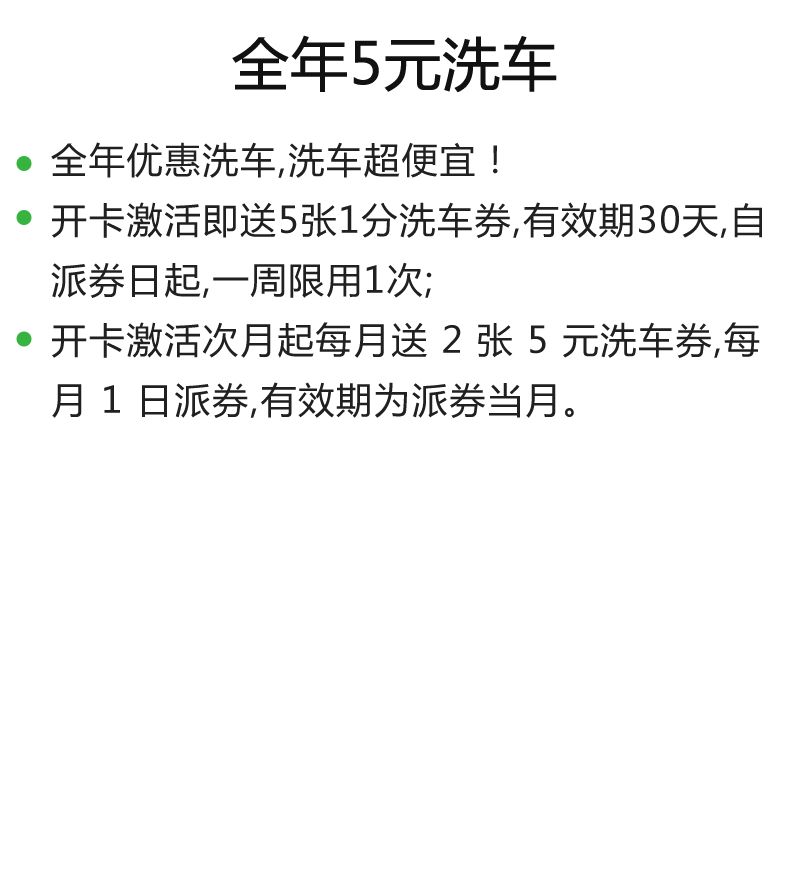 全年5元洗车
全年优惠洗车,洗车超便宜！
开卡激活即送5张1分洗车券,有效期30天,自
派券日起,一周限用1次;
开卡激活次月起每月送 2 张 5 元洗车券,每
月 1 日派券,有效期为派券当月。